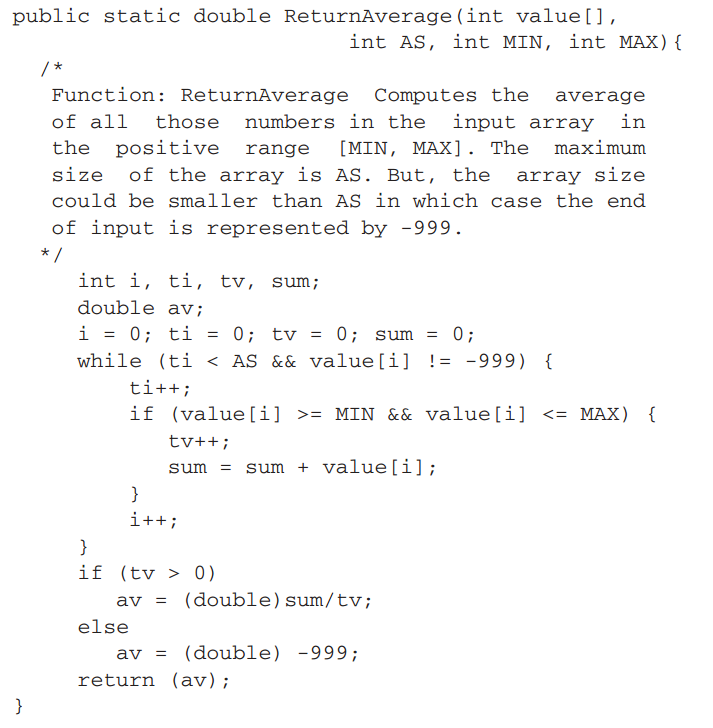 public static double ReturnAverage(int value[],
int AS, int MIN, int MAX){
/*
Function: ReturnAverage Computes the average
of all those numbers in the input array in
the positive range [MIN, MAX]. The maximum
size of the array is AS. But, the array size
could be smaller than AS in which case the end
of input is represented by -999.
*/
int i, ti, tv, sum;
double av;
i = 0; ti = 0; tv = 0; sum = 0;
while (ti < AS && value[i] != -999) {
ti++;
if (value[i] >= MIN && value[i] <= MAX) {
tv++;
sum = sum + value[i];
}
i++;
}
if (tv > 0)
av = (double)sum/tv;
else
av = (double) -999;
return (av);
}